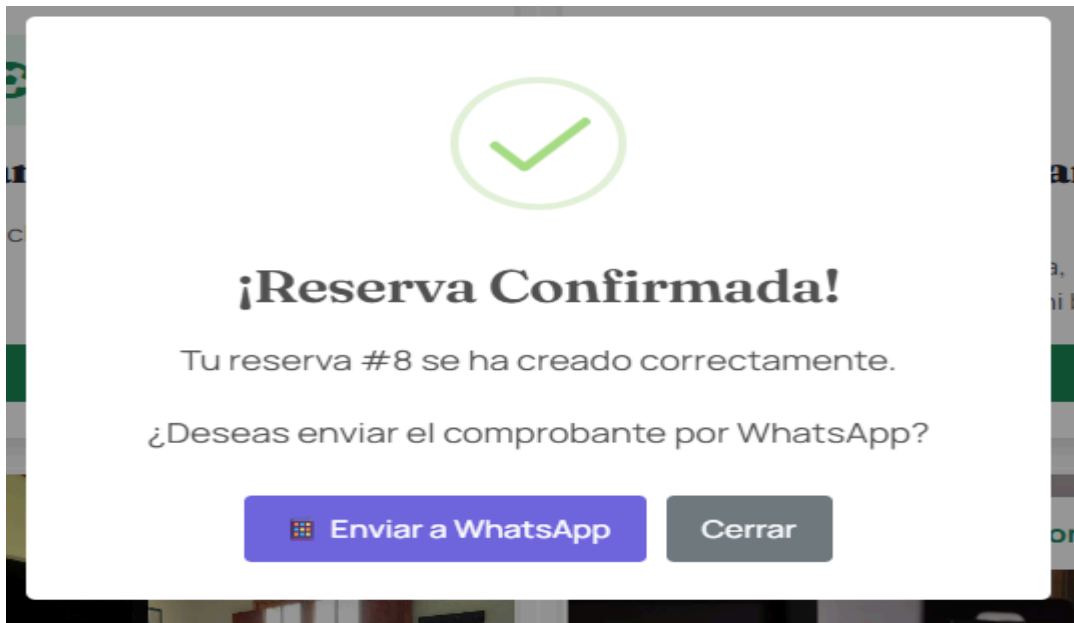 ¡Reserva Confirmada!
Tu reserva #8 se ha creado correctamente.
¿Deseas enviar el comprobante por WhatsApp?
Enviar a WhatsApp
Cerrar